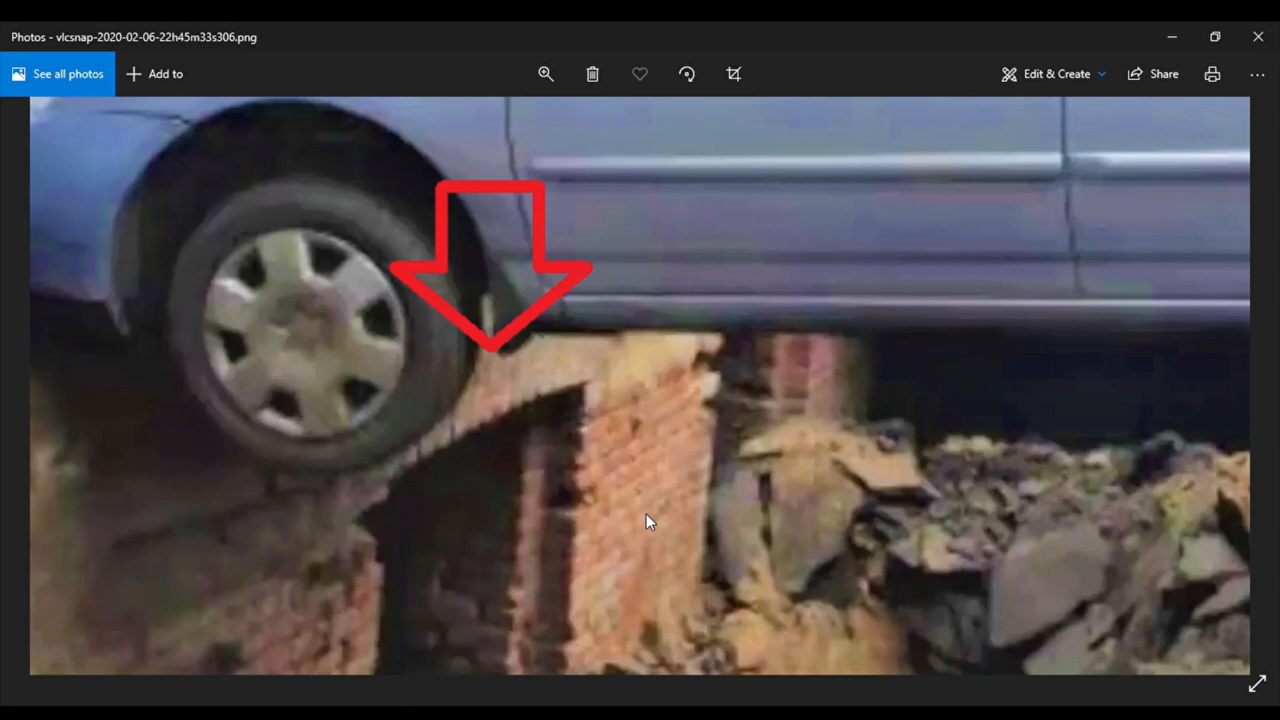 Photos - vlcsnap-2020-02-06-22h45m33s306.png
See all photos
Add to
Edit & Create
Share